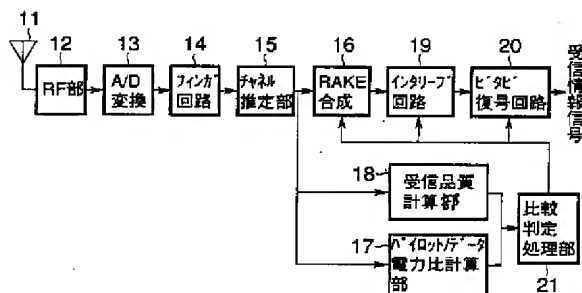 11
12
RF部
13
A/D
変換
14
フィンガ
回路
15
チャネル
推定部
16
RAKE
合成
19
インタリーブ
回路
20
ビタビ
復号回路
受信情報信号
18
受信品質
計算部
17
パイロット/データ
電力比計算
部
比較
判定
処理部
21